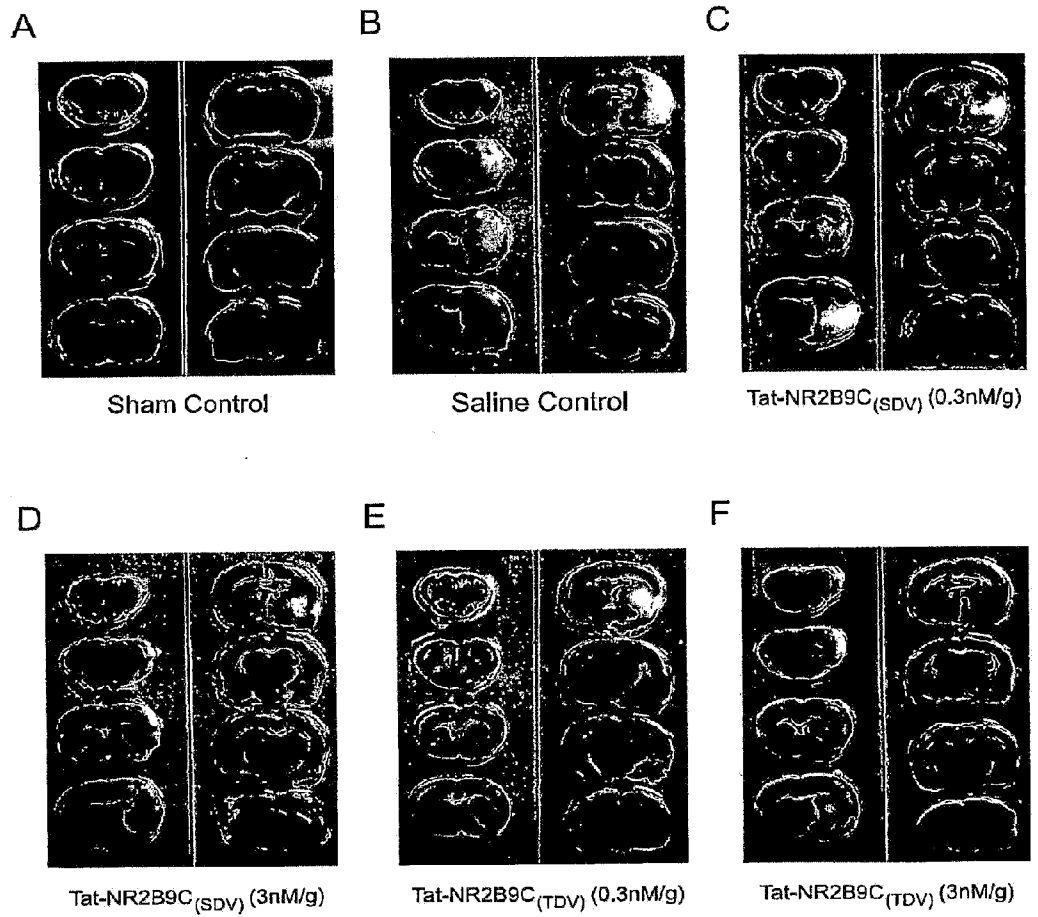 A
B
C
Sham Control
Saline Control
Tat-NR2B9C(SDV) (0.3nM/g)
D
E
F
Tat-NR2B9C(SDV) (3nM/g)
Tat-NR2B9C(TDV) (0.3nM/g)
Tat-NR2B9C(TDV) (3nM/g)